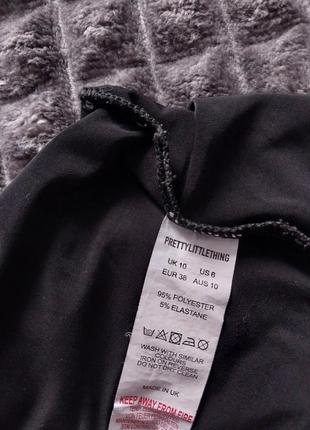 PRETTYLITTLETHING
UK 10 US 6
EUR 38 AUS 10
95% POLYESTER
5% ELASTANE
WASH WITH SIMILAR
IRON ON REVERSE
DO NOT DRY CLEAN
MADE IN UK
KEEP AWAY FROM FIRE